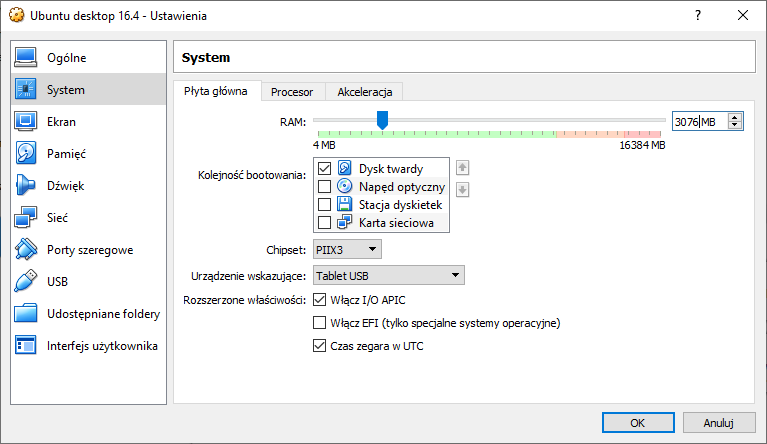 Ubuntu desktop 16.4 - Ustawienia
?
Ogólne
System
Ekran
Pamięć
Dźwięk
Sieć
Porty szeregowe
USB
Udostępniane foldery
Interfejs użytkownika
System
Płyta główna Procesor Akceleracja
RAM: 3076 MB
4 MB 16384 MB
Kolejność bootowania: Dysk twardy
Napęd optyczny
Stacja dyskietek
Karta sieciowa
Chipset: PIIX3
Urządzenie wskazujące: Tablet USB
Rozszerzone właściwości: Włącz I/O APIC
Włącz EFI (tylko specjalne systemy operacyjne)
Czas zegara w UTC
OK Anuluj